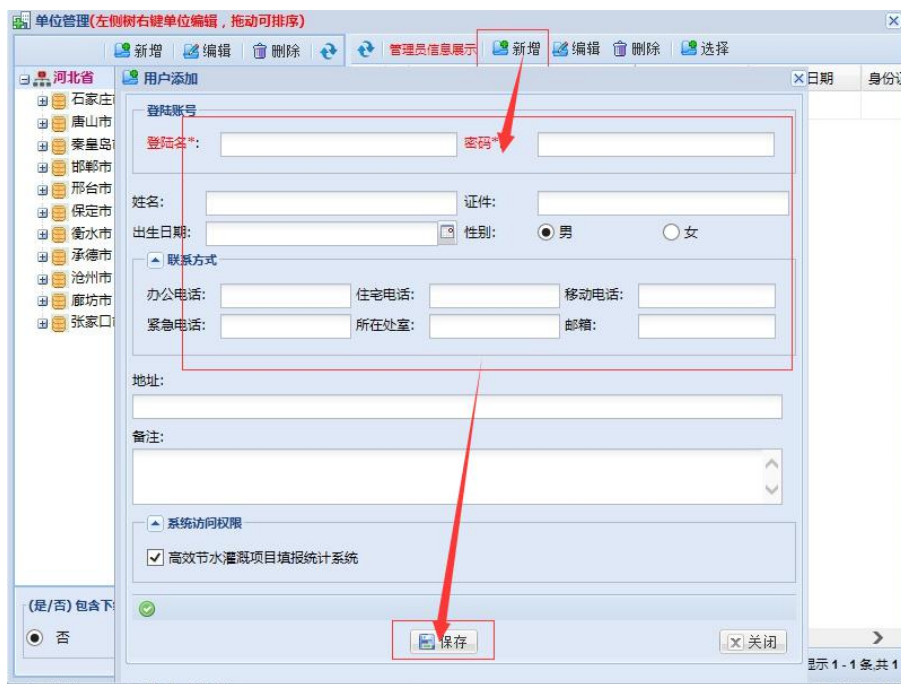 单位管理(左侧树右键单位编辑，拖动可排序)
新增 编辑 删除 管理员信息展示 新增 编辑 删除 选择
河北省
石家庄
唐山市
秦皇岛
邯郸市
邢台市
保定市
衡水市
承德市
沧州市
廊坊市
张家口
用户添加
日期 身份
登陆账号
登陆名*: 密码*
姓名: 证件:
出生日期: 性别: 男 女
联系方式
办公电话: 住宅电话: 移动电话:
紧急电话: 所在处室: 邮箱:
地址:
备注:
系统访问权限
高效节水灌溉项目填报统计系统
(是/否)包含下
否
保存 关闭
显示 1 - 1 条,共 1